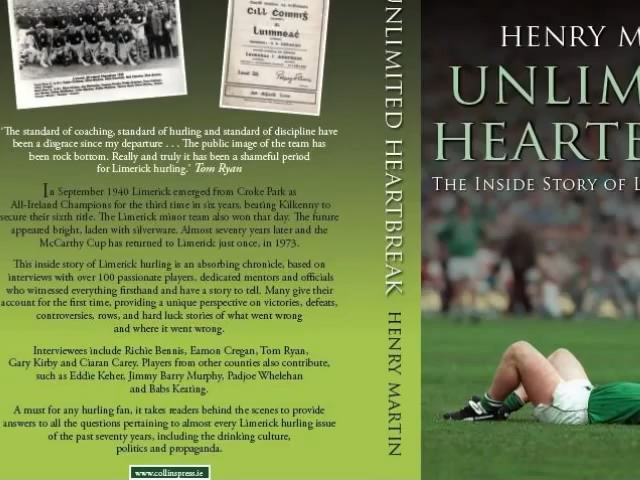 CILL COINNIG
Luimneac
'The standard of coaching, standard of hurling and standard of discipline have
been a disgrace since my departure . . . The public image of the team has
been rock bottom. Really and truly it has been a shameful period
for Limerick hurling.' Tom Ryan
In September 1940 Limerick emerged from Croke Park as
All-Ireland Champions for the third time in six years, beating Kilkenny to
secure their sixth title. The Limerick minor team also won that day. The future
appeared bright, laden with silverware. Almost seventy years later and the
McCarthy Cup has returned to Limerick just once, in 1973.
This inside story of Limerick hurling is an absorbing chronicle, based on
interviews with over 100 passionate players, dedicated mentors and officials
who witnessed everything firsthand and have a story to tell. Many give their
account for the first time, providing a unique perspective on victories, defeats,
controversies, rows, and hard luck stories of what went wrong
and where it went wrong.
Interviewees include Richie Bennis, Eamon Cregan, Tom Ryan,
Gary Kirby and Ciaran Carey. Players from other counties also contribute,
such as Eddie Keher, Jimmy Barry Murphy, Padjoe Whelehan
and Babs Keating.
A must for any hurling fan, it takes readers behind the scenes to provide
answers to all the questions pertaining to almost every Limerick hurling issue
of the past seventy years, including the drinking culture,
politics and propaganda.
www.collinspress.ie
UNLIMITED HEARTBREAK HENRY MARTIN
HENRY M
UNLIM
HEARTB
THE INSIDE STORY OF L